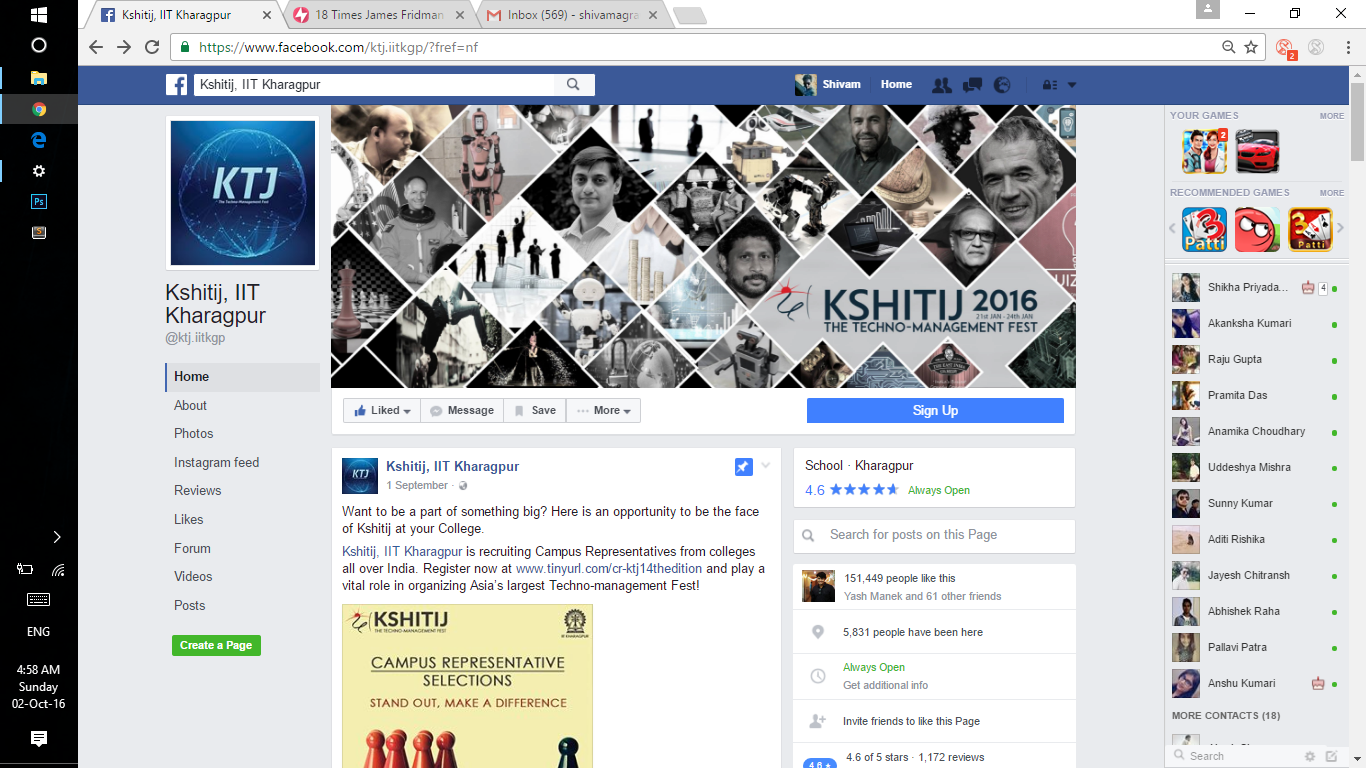 Kshitij, IIT Kharagpur
18 Times James Fridman
Inbox (569) - shivamagra
https://www.facebook.com/ktj.iitkgp/?fref=nf
2
Kshitij, IIT Kharagpur
Shivam
Home
KTJ
The Techno-Management Fest
Kshitij, IIT
Kharagpur
@ktj.iitkgp
Home
About
Photos
Instagram feed
Reviews
Likes
Forum
Videos
Posts
Create a Page
KSHITIJ 2016
21ST JAN - 24TH JAN
THE TECHNO-MANAGEMENT FEST
QUIZ
Liked
Message
Save
More
Sign Up
KTJ
Kshitij, IIT Kharagpur
1 September ·
Want to be a part of something big? Here is an opportunity to be the face
of Kshitij at your College.
Kshitij, IIT Kharagpur is recruiting Campus Representatives from colleges
all over India. Register now at www.tinyurl.com/cr-ktj14thedition and play a
vital role in organizing Asia's largest Techno-management Fest!
KSHITIJ
THE TECHNO-MANAGEMENT FEST
IIT KHARAGPUR
CAMPUS REPRESENTATIVE
SELECTIONS
STAND OUT, MAKE A DIFFERENCE
School · Kharagpur
4.6 ★★★★★ Always Open
Search for posts on this Page
151,449 people like this
Yash Manek and 61 other friends
5,831 people have been here
Always Open
Get additional info
Invite friends to like this Page
4.6 of 5 stars · 1,172 reviews
4.6 ★
YOUR GAMES
MORE
2
RECOMMENDED GAMES
MORE
3 Patti
3 Patti
Shikha Priyada...
4
Akanksha Kumari
Raju Gupta
Pramita Das
Anamika Choudhary
Uddeshya Mishra
Sunny Kumar
Aditi Rishika
Jayesh Chitransh
Abhishek Raha
Pallavi Patra
Anshu Kumari
MORE CONTACTS (18)
Search
Ps
S
ENG
4:58 AM
Sunday
02-Oct-16